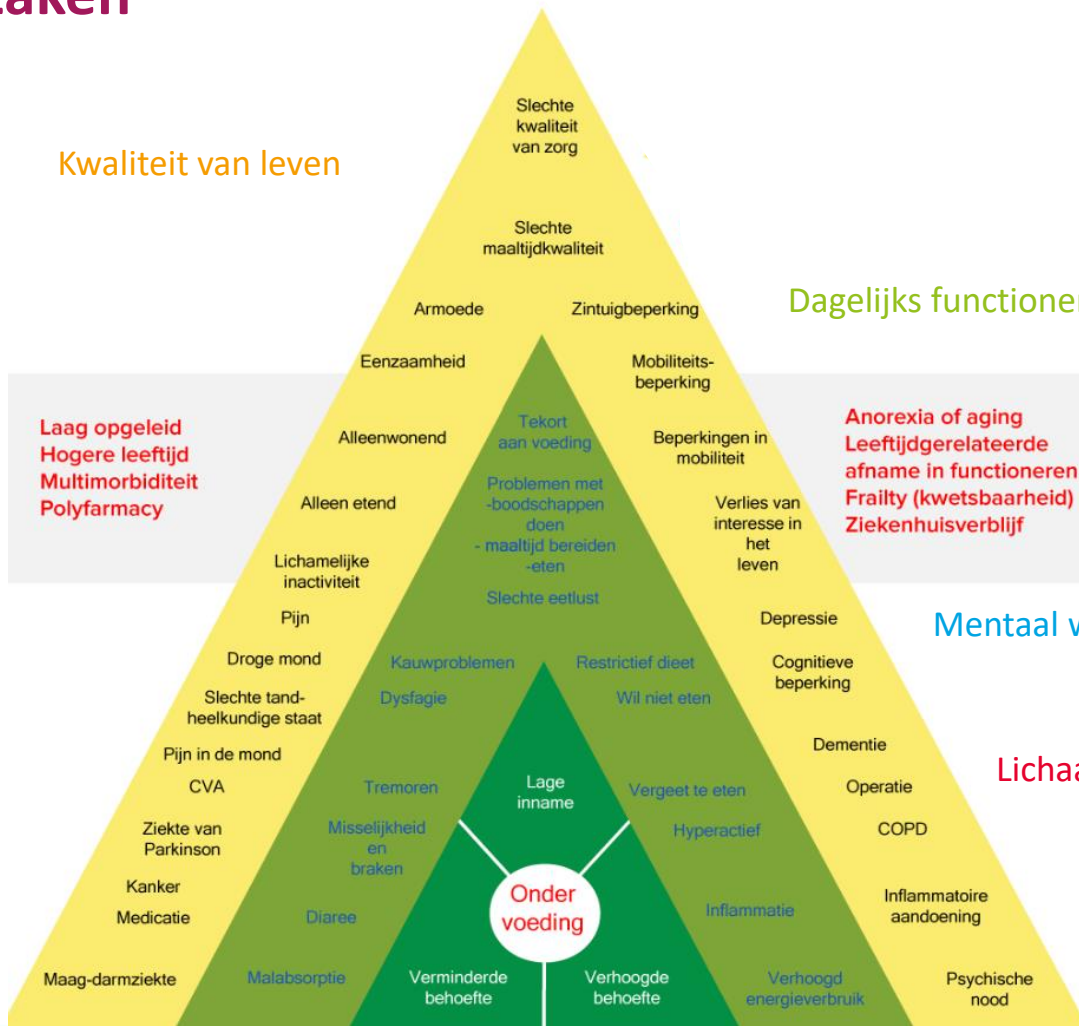 taken
Slechte
kwaliteit
van zorg
Kwaliteit van leven
Slechte
maaltijdkwaliteit
Armoede
Zintuigbeperking
Dagelijks functioner
Eenzaamheid
Mobiliteits-
beperking
Laag opgeleid
Hogere leeftijd
Multimorbiditeit
Polyfarmacy
Alleenwonend
Tekort
aan voeding
Beperkingen in
mobiliteit
Anorexia of aging
Leeftijdgerelateerde
afname in functioneren
Frailty (kwetsbaarheid)
Ziekenhuisverblijf
Alleen etend
Problemen met
-boodschappen
doen
- maaltijd bereiden
-eten
Verlies van
interesse in
het
leven
Lichamelijke
inactiviteit
Slechte eetlust
Pijn
Depressie
Mentaal w
Droge mond
Kauwproblemen
Restrictief dieet
Cognitieve
beperking
Slechte tand-
heelkundige staat
Dysfagie
Wil niet eten
Pijn in de mond
Dementie
Lichaa
CVA
Tremoren
Lage
inname
Vergeet te eten
Operatie
Ziekte van
Parkinson
Misselijkheid
en
braken
Hyperactief
COPD
Kanker
Medicatie
Diaree
Onder
voeding
Inflammatie
Inflammatoire
aandoening
Maag-darmziekte
Malabsorptie
Verminderde
behoefte
Verhoogde
behoefte
Verhoogd
energieverbruik
Psychische
nood